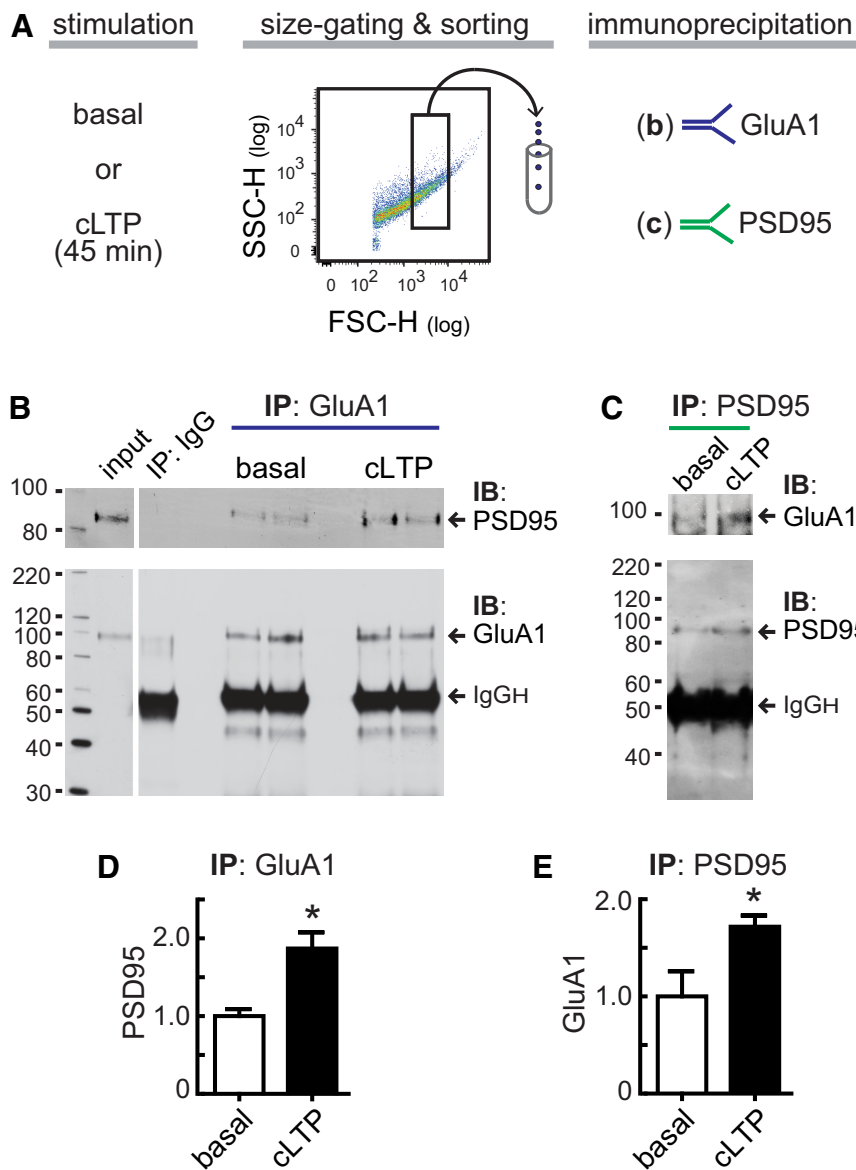 A stimulation size-gating & sorting immunoprecipitation
basal
or
cLTP
(45 min)
SSC-H (log)
10^4
10^3
10^2
0
0 10^2 10^3 10^4
FSC-H (log)
(b) GluA1
(c) PSD95
B IP: GluA1
input IP: IgG basal cLTP
100
80
IB:
PSD95
220
120
100
80
60
50
40
30
IB:
GluA1
IgGH
C IP: PSD95
basal cLTP
100
IB:
GluA1
220
120
100
80
60
50
40
IB:
PSD95
IgGH
D IP: GluA1
PSD95
2.0
1.0
0
*
basal cLTP
E IP: PSD95
GluA1
2.0
1.0
0
*
basal cLTP